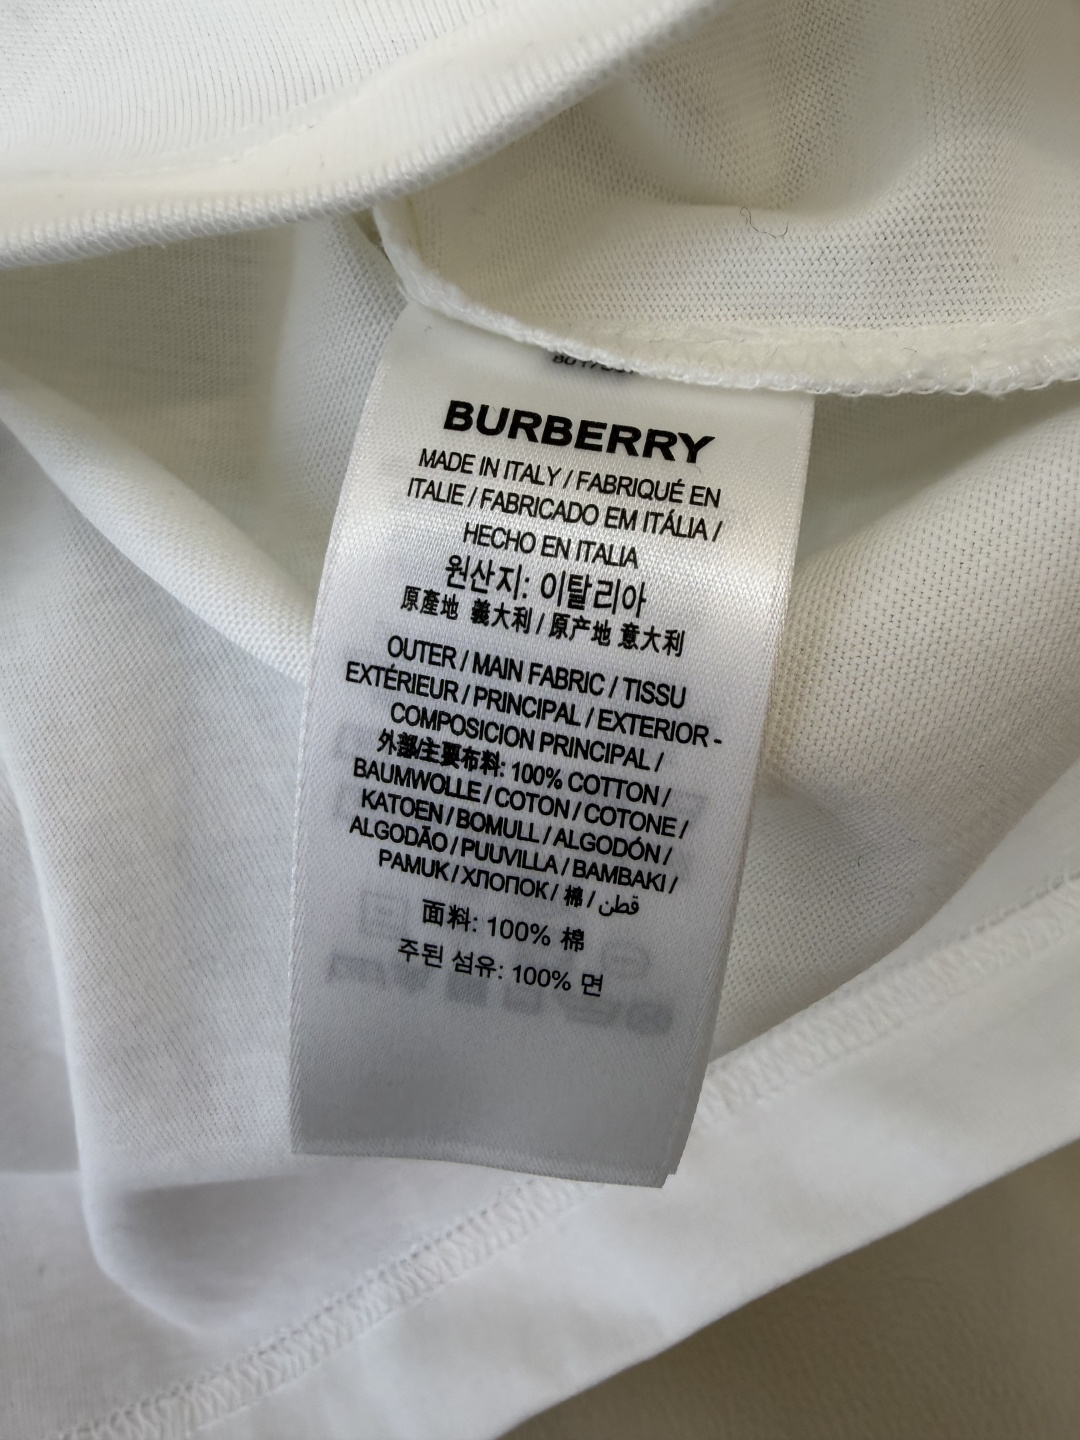 BURBERRY
MADE IN ITALY / FABRIQUÉ EN
ITALIE / FABRICADO EM ITÁLIA /
HECHO EN ITALIA
원산지: 이탈리아
原產地 義大利 / 原产地 意大利
OUTER / MAIN FABRIC / TISSU
EXTÉRIEUR / PRINCIPAL / EXTERIOR -
COMPOSICION PRINCIPAL /
外部/主要布料: 100% COTTON /
BAUMWOLLE / COTON / COTONE /
KATOEN / BOMULL / ALGODÓN /
ALGODÃO / PUUVILLA / BAMBAKI /
PAMUK / ХЛОПОК / 棉 / قطن
面料: 100% 棉
주된 섬유: 100% 면